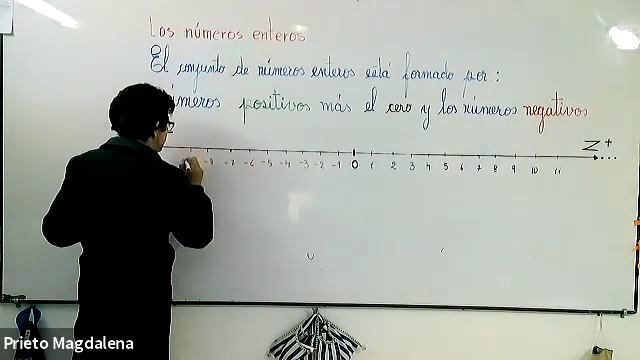 Los números enteros
El conjunto de números enteros está formado por :
números positivos más el cero y los números negativos
Z+
-8 -7 -6 -5 -4 -3 -2 -1 0 1 2 3 4 5 6 7 8 9 10 11
Prieto Magdalena